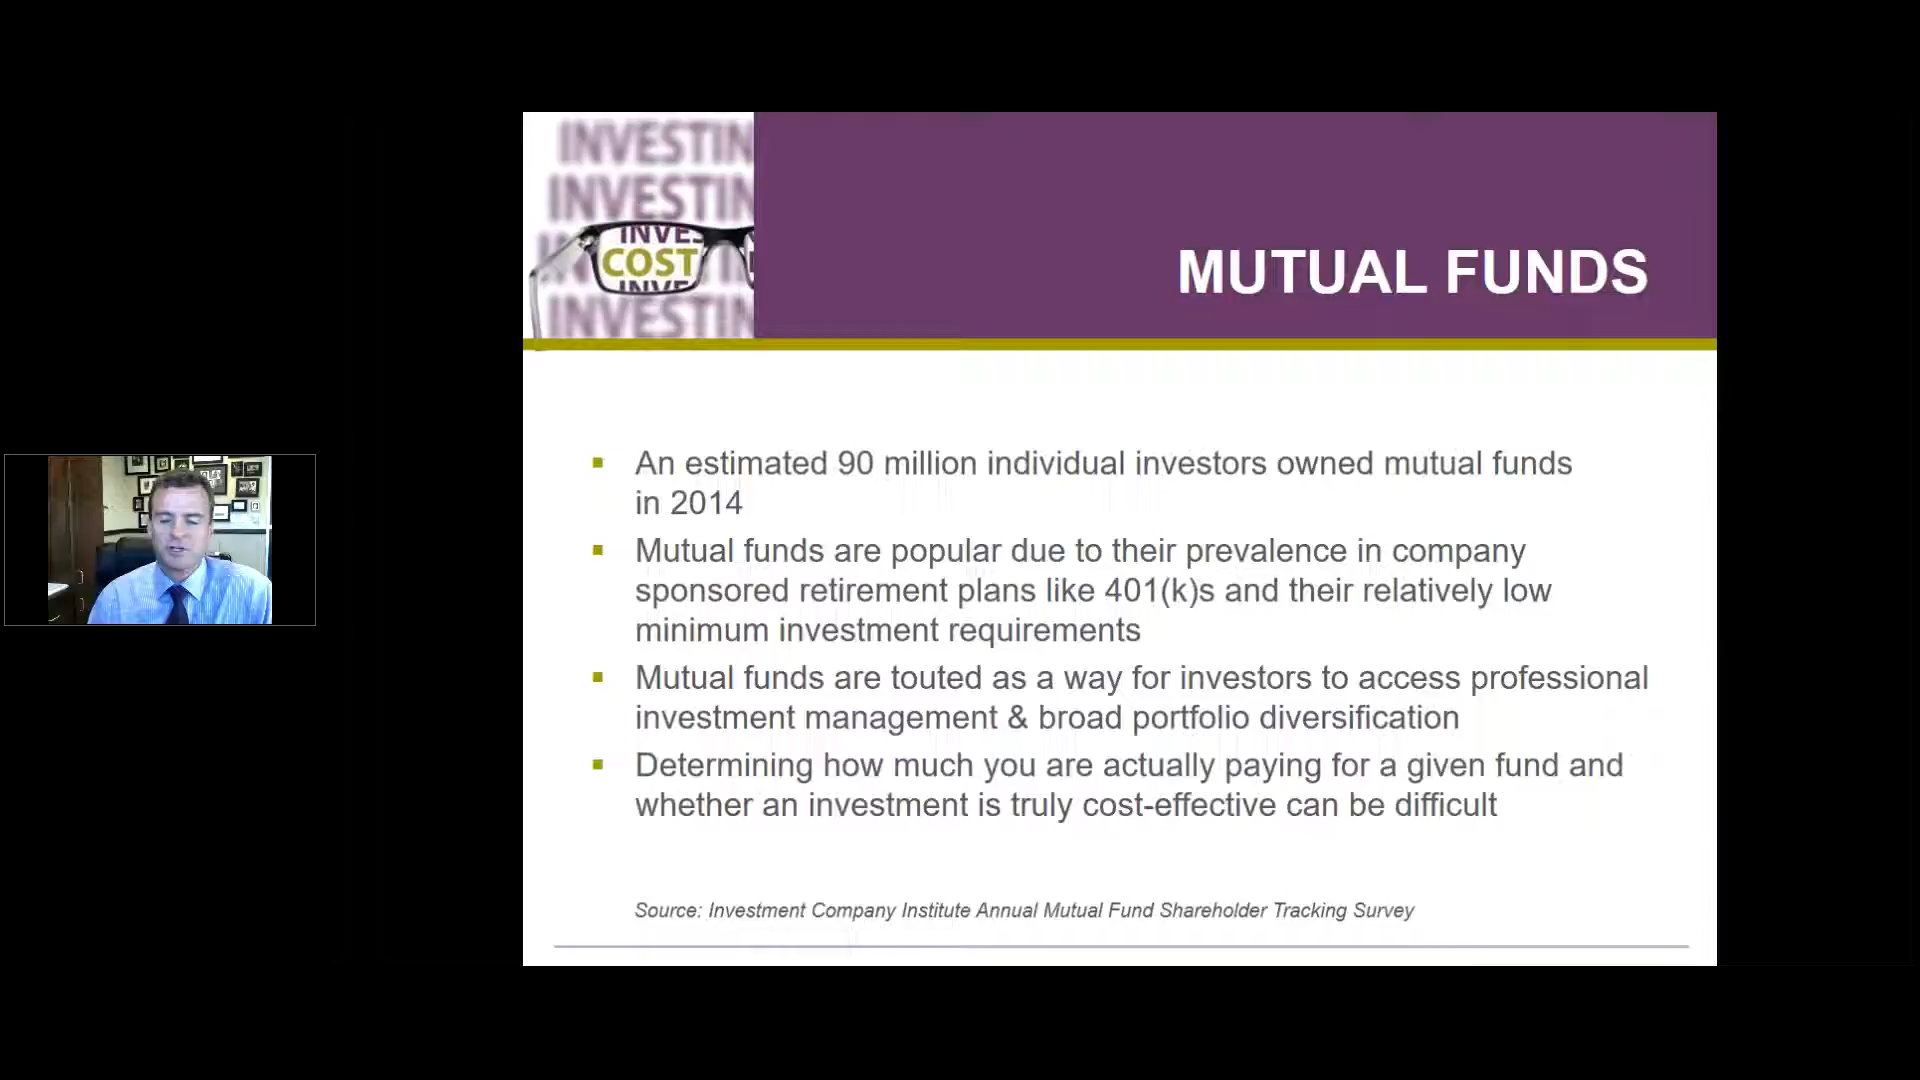 INVESTIN
INVESTIN
INVES
COST
INVE
INVESTIN
MUTUAL FUNDS
▪ An estimated 90 million individual investors owned mutual funds
in 2014
▪ Mutual funds are popular due to their prevalence in company
sponsored retirement plans like 401(k)s and their relatively low
minimum investment requirements
▪ Mutual funds are touted as a way for investors to access professional
investment management & broad portfolio diversification
▪ Determining how much you are actually paying for a given fund and
whether an investment is truly cost-effective can be difficult
Source: Investment Company Institute Annual Mutual Fund Shareholder Tracking Survey